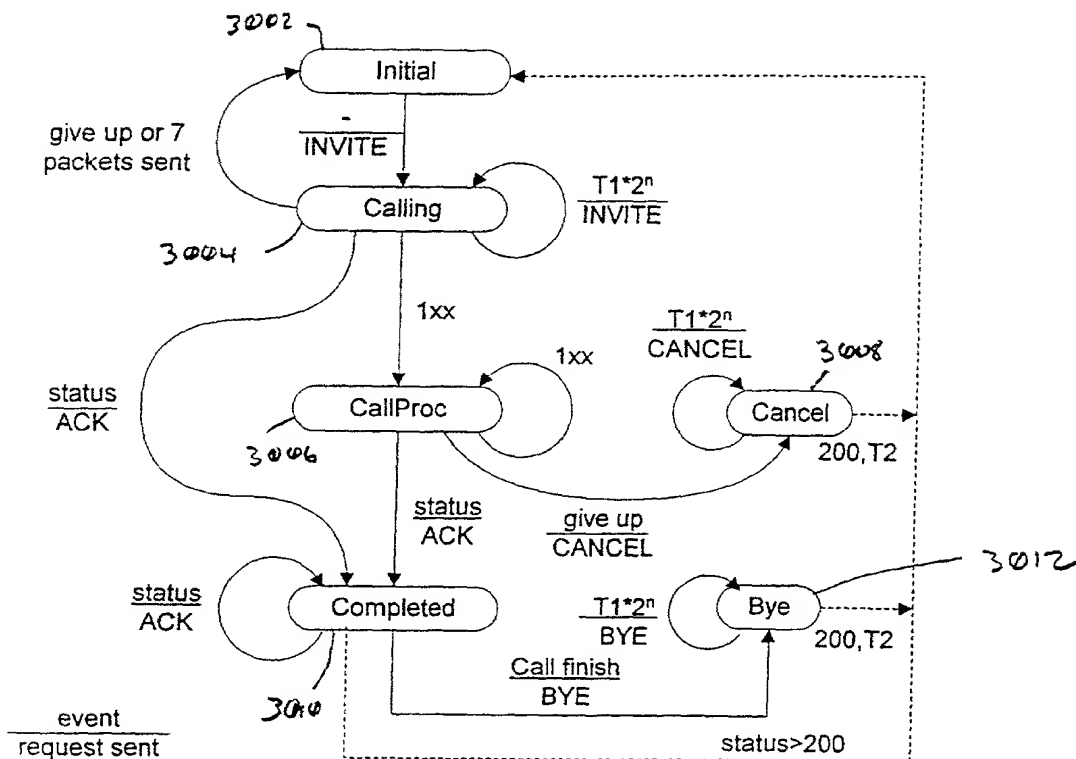 3002
Initial
give up or 7
packets sent
-
INVITE
T1*2ⁿ
INVITE
Calling
3004
1xx
T1*2ⁿ
CANCEL
3008
1xx
status
ACK
CallProc
Cancel
3006
200,T2
status
ACK
give up
CANCEL
3012
status
ACK
Completed
T1*2ⁿ
BYE
Bye
200,T2
3010
Call finish
BYE
event
request sent
status>200